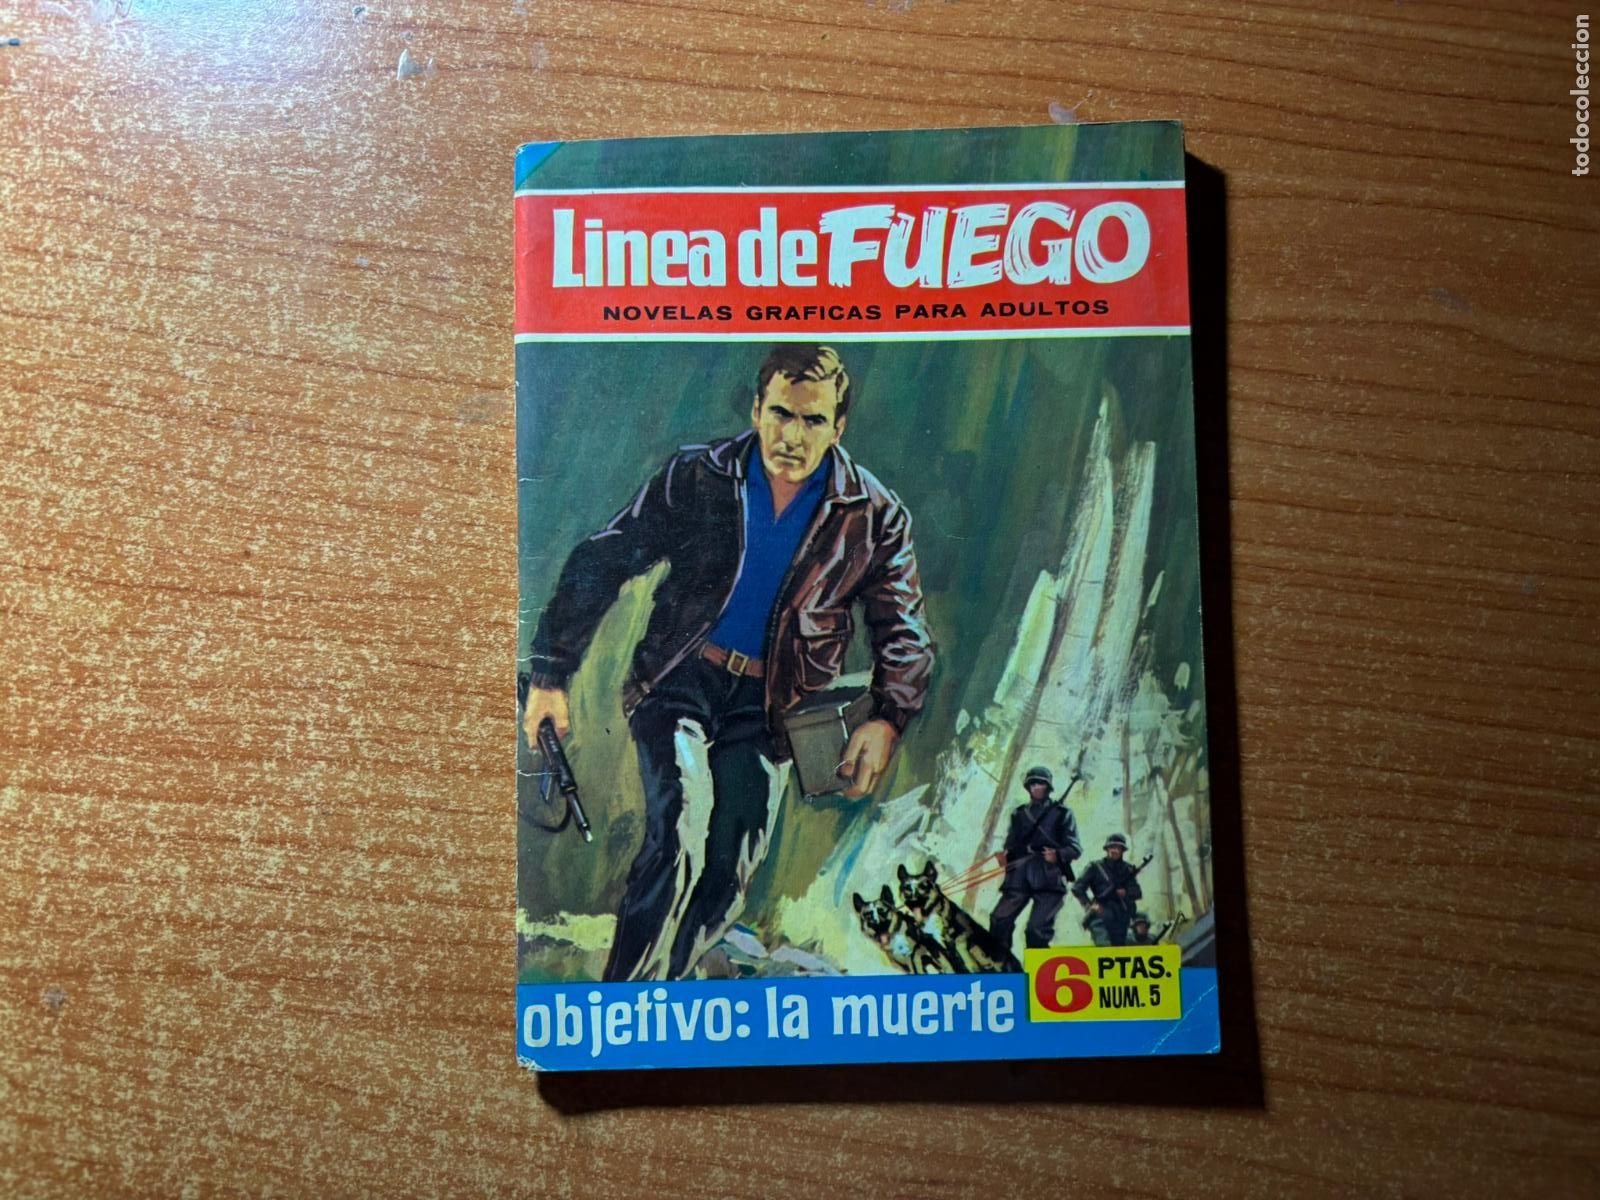 Linea de FUEGO
NOVELAS GRAFICAS PARA ADULTOS
objetivo: la muerte
6 PTAS.
NUM. 5
todocoleccion